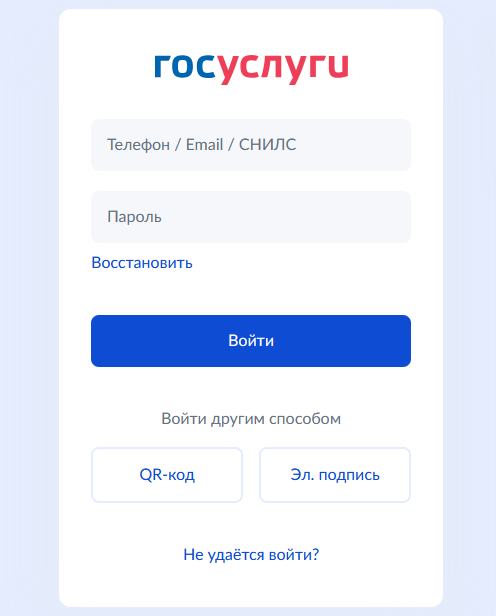 госуслуги
Телефон / Email / СНИЛС
Пароль
Восстановить
Войти
Войти другим способом
QR-код
Эл. подпись
Не удаётся войти?